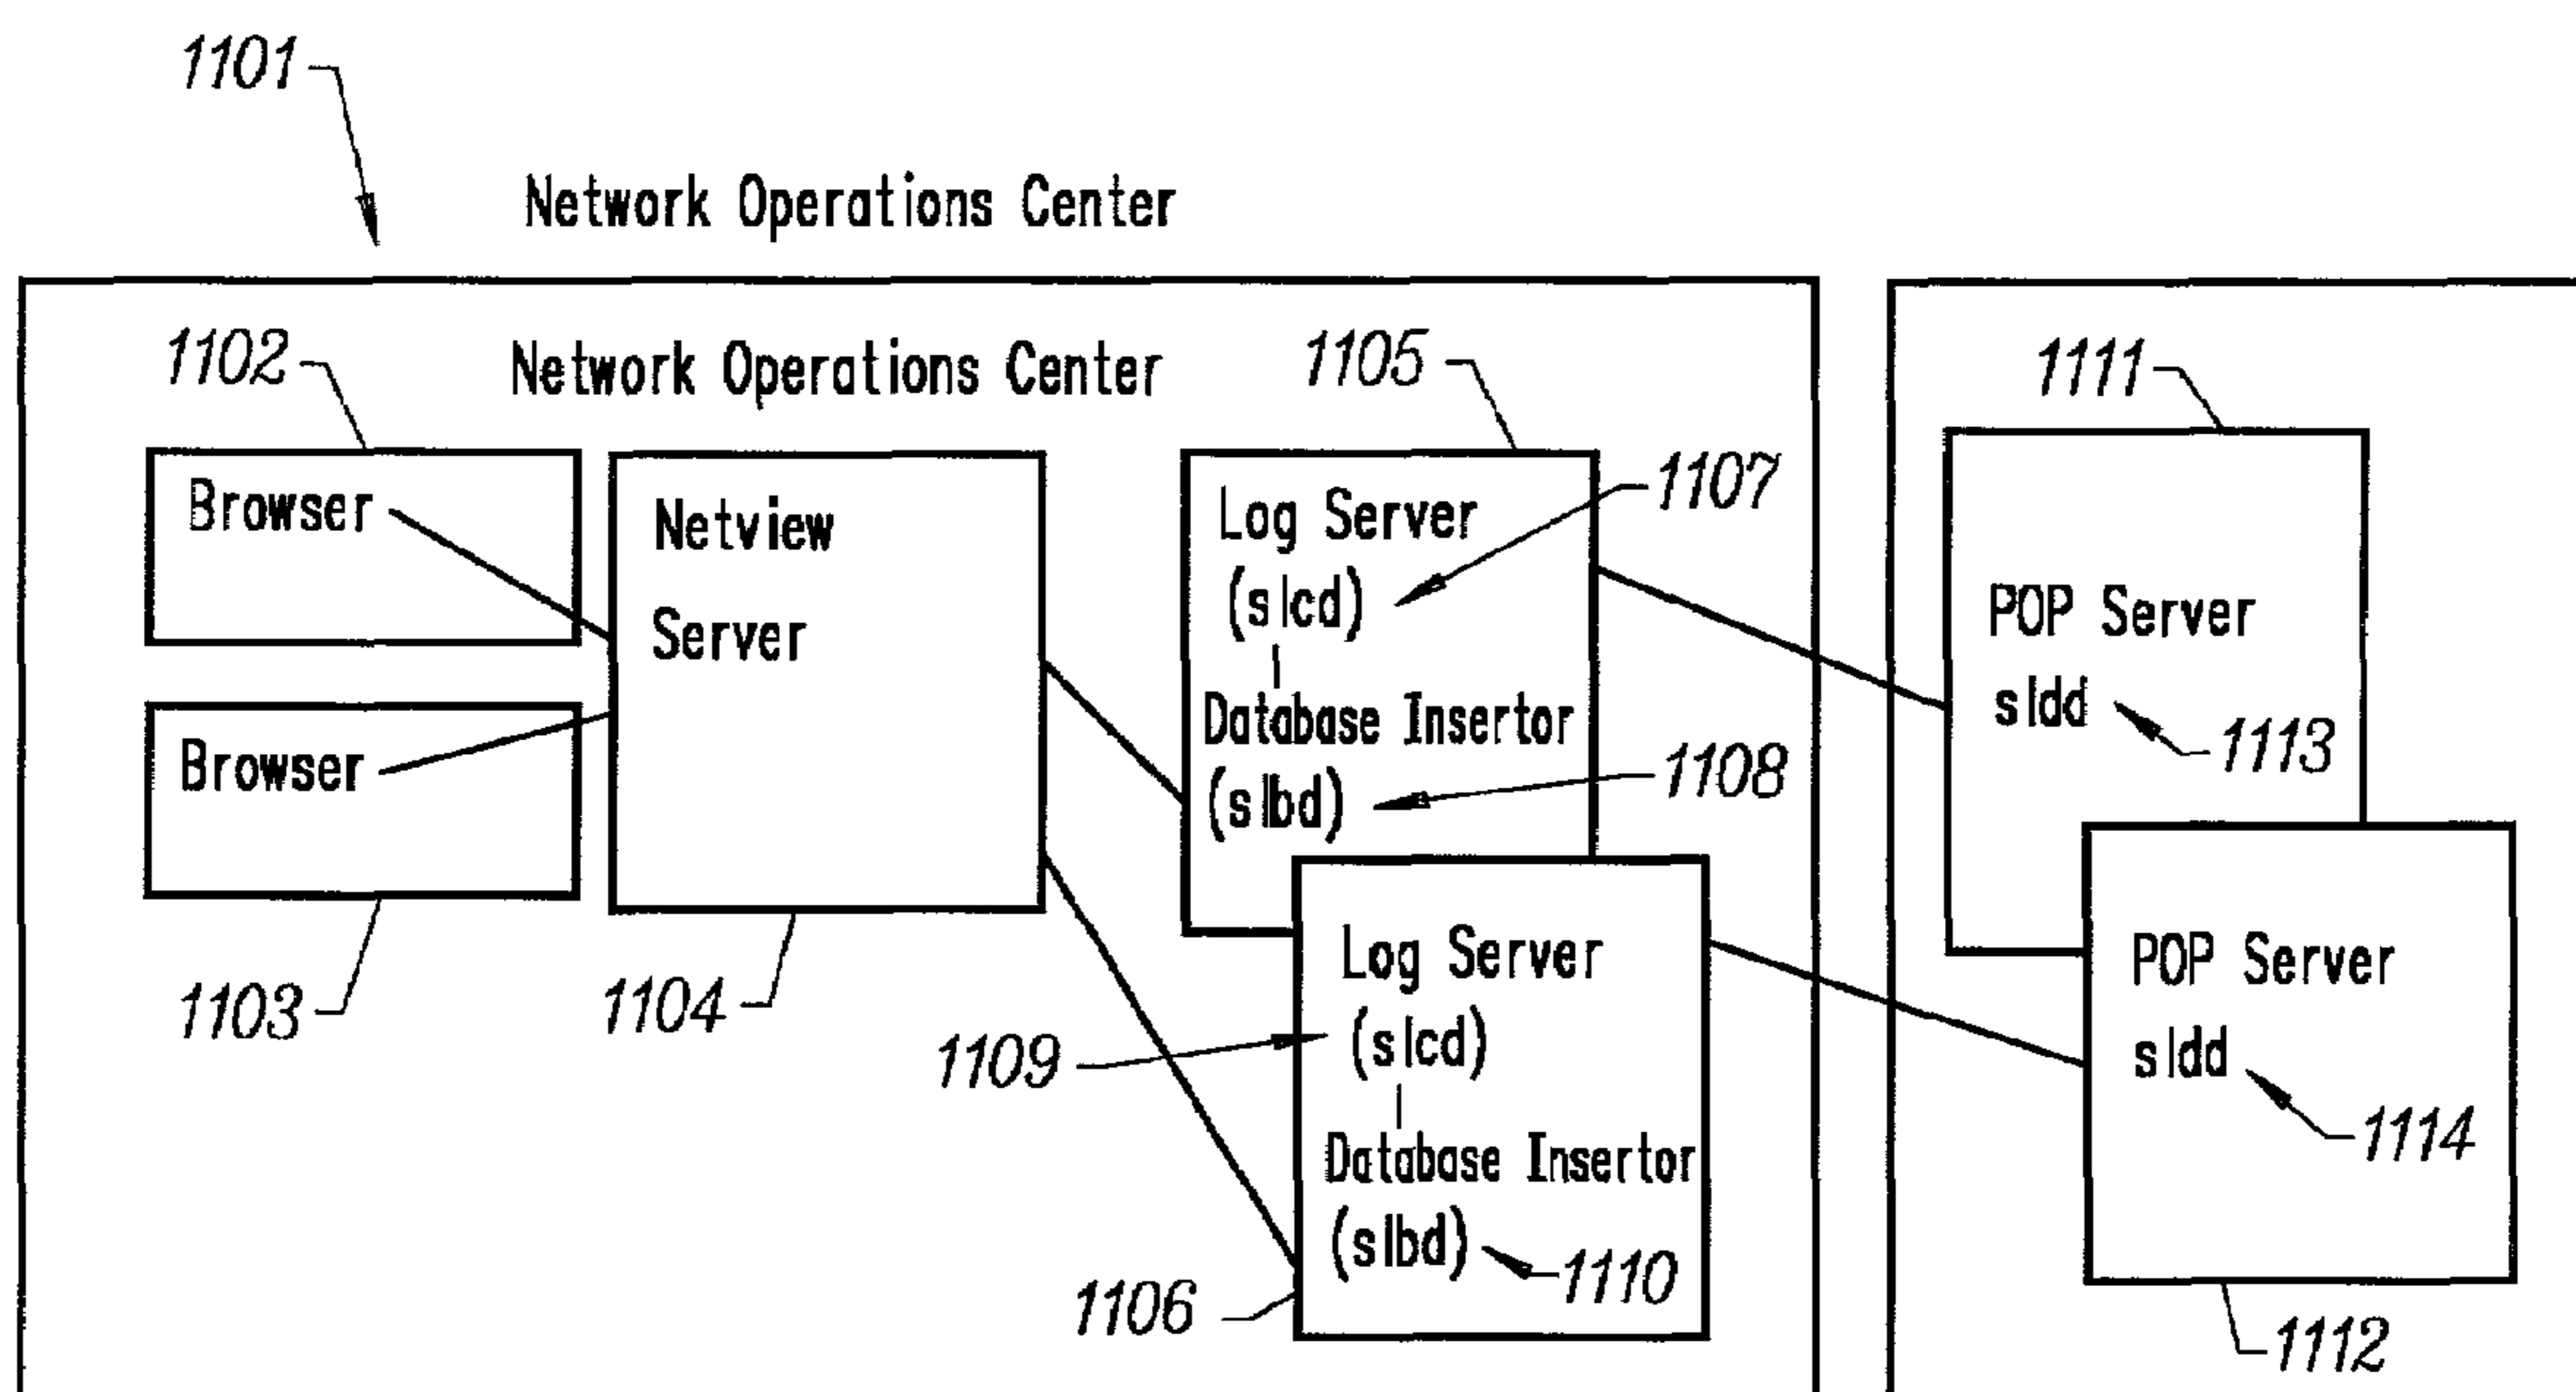 1101
Network Operations Center
1102
Network Operations Center
1105
1111
Browser
Netview
Server
Log Server
(slcd)
1107
Database Insertor
(slbd)
1108
POP Server
sldd
1113
Browser
1103
1104
1109
Log Server
(slcd)
Database Insertor
(slbd)
1110
1106
POP Server
sldd
1114
1112